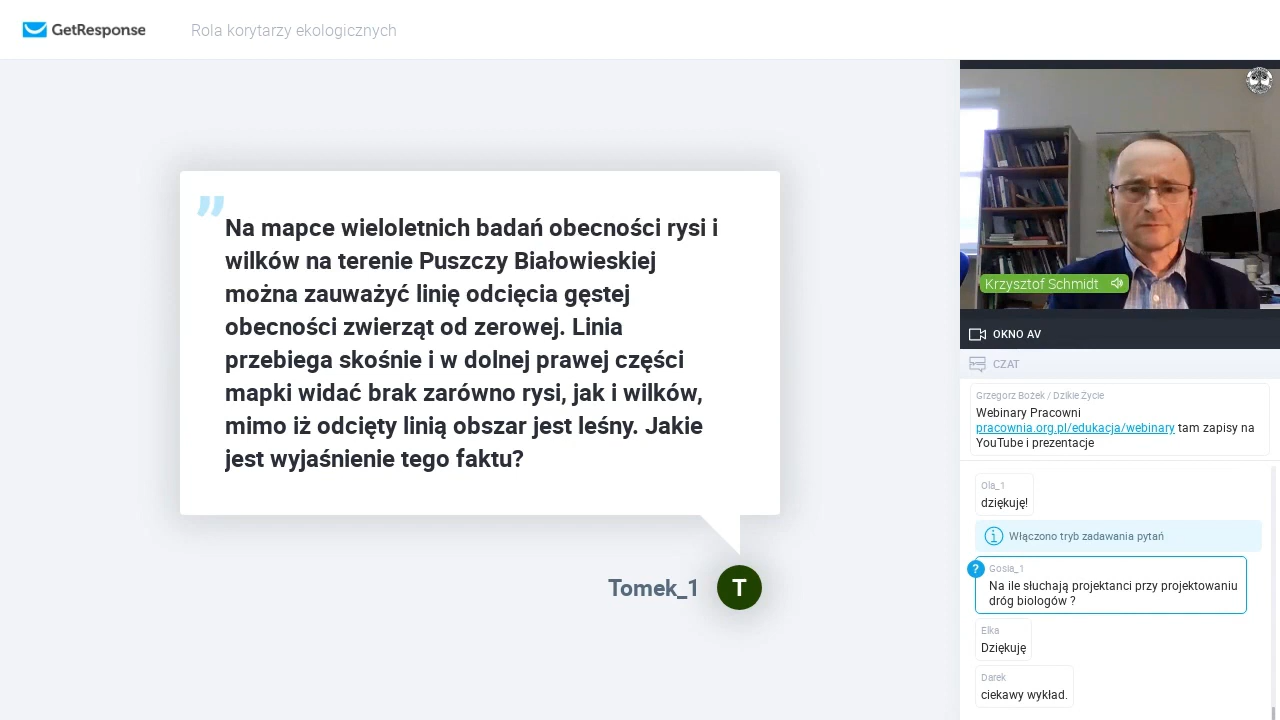 GetResponse
Rola korytarzy ekologicznych
Na mapce wieloletnich badań obecności rysi i
wilków na terenie Puszczy Białowieskiej
można zauważyć linię odcięcia gęstej
obecności zwierząt od zerowej. Linia
przebiega skośnie i w dolnej prawej części
mapki widać brak zarówno rysi, jak i wilków,
mimo iż odcięty linią obszar jest leśny. Jakie
jest wyjaśnienie tego faktu?
Tomek_1
T
Krzysztof Schmidt
OKNO AV
CZAT
Grzegorz Bożek / Dzikie Życie
Webinary Pracowni
pracownia.org.pl/edukacja/webinary tam zapisy na
YouTube i prezentacje
Ola_1
dziękuję!
Włączono tryb zadawania pytań
?
Gosia_1
Na ile słuchają projektanci przy projektowaniu
dróg biologów ?
Elka
Dziękuję
Darek
ciekawy wykład.